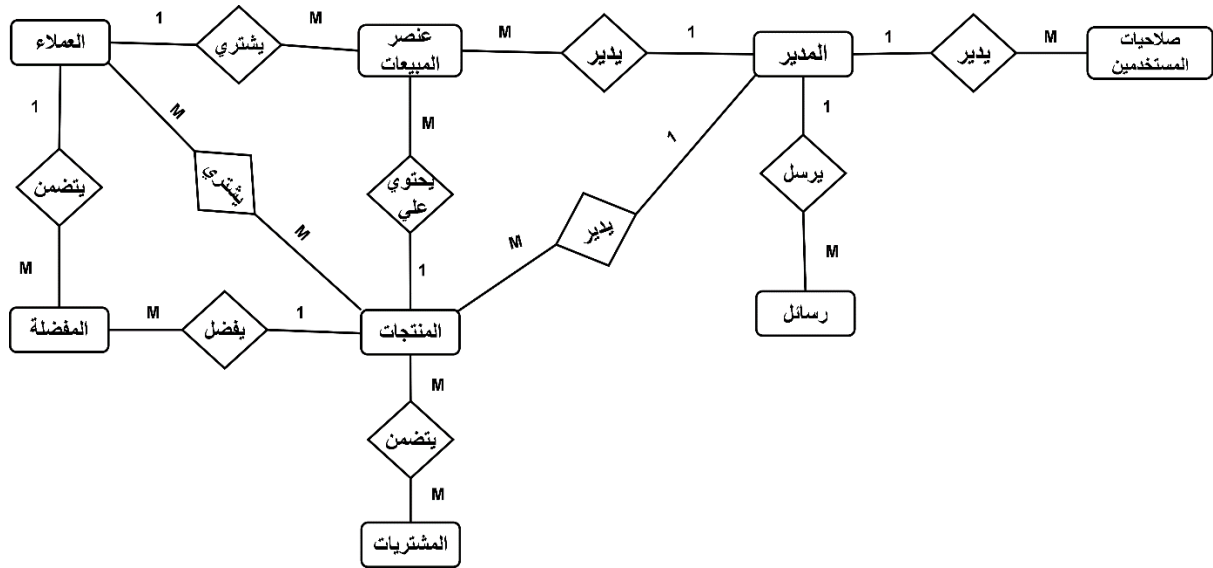 العملاء
1
يشتري
M
عنصر
المبيعات
M
يدير
1
المدير
1
يدير
M
صلاحيات
المستخدمين
1
M
M
1
1
يتضمن
يشتري
يحتوي
علي
يدير
يرسل
M
M
1
M
M
المفضلة
M
يفضل
1
المنتجات
رسائل
M
يتضمن
M
المشتريات